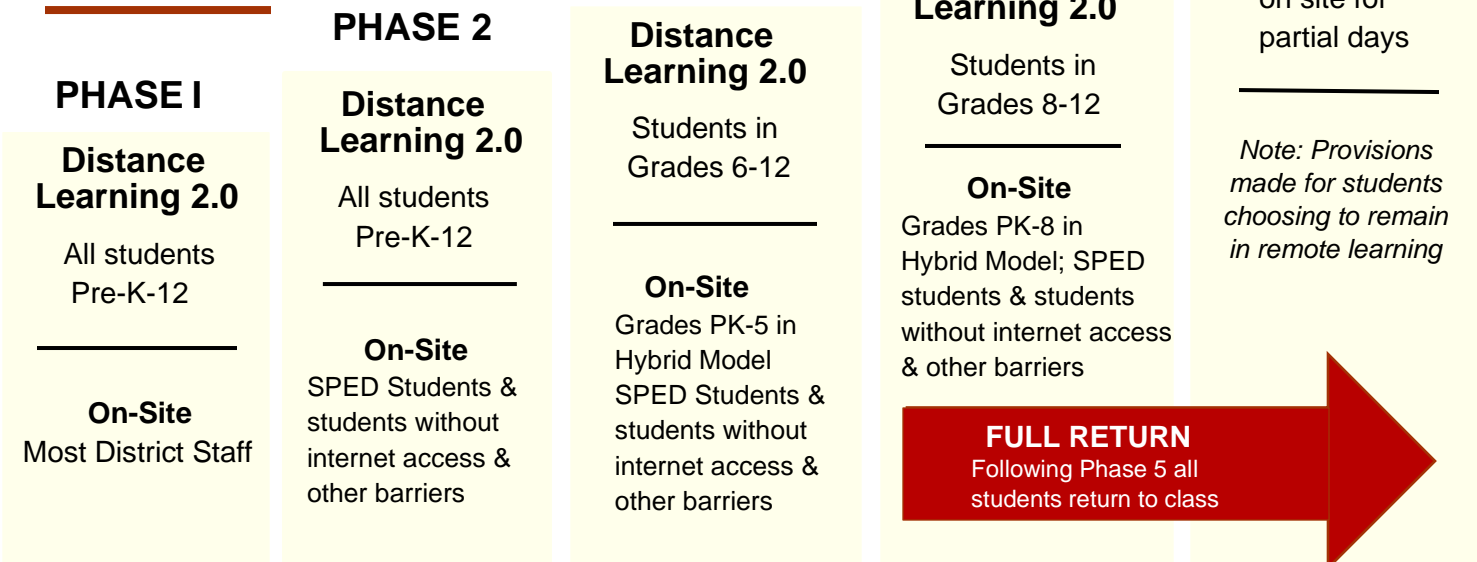 PHASE I
Distance
Learning 2.0
All students
Pre-K-12
On-Site
Most District Staff
PHASE 2
Distance
Learning 2.0
All students
Pre-K-12
On-Site
SPED Students &
students without
internet access &
other barriers
Distance
Learning 2.0
Students in
Grades 6-12
On-Site
Grades PK-5 in
Hybrid Model
SPED Students &
students without
internet access &
other barriers
Learning 2.0
Students in
Grades 8-12
On-Site
Grades PK-8 in
Hybrid Model; SPED
students & students
without internet access
& other barriers
on site for
partial days
Note: Provisions
made for students
choosing to remain
in remote learning
FULL RETURN
Following Phase 5 all
students return to class